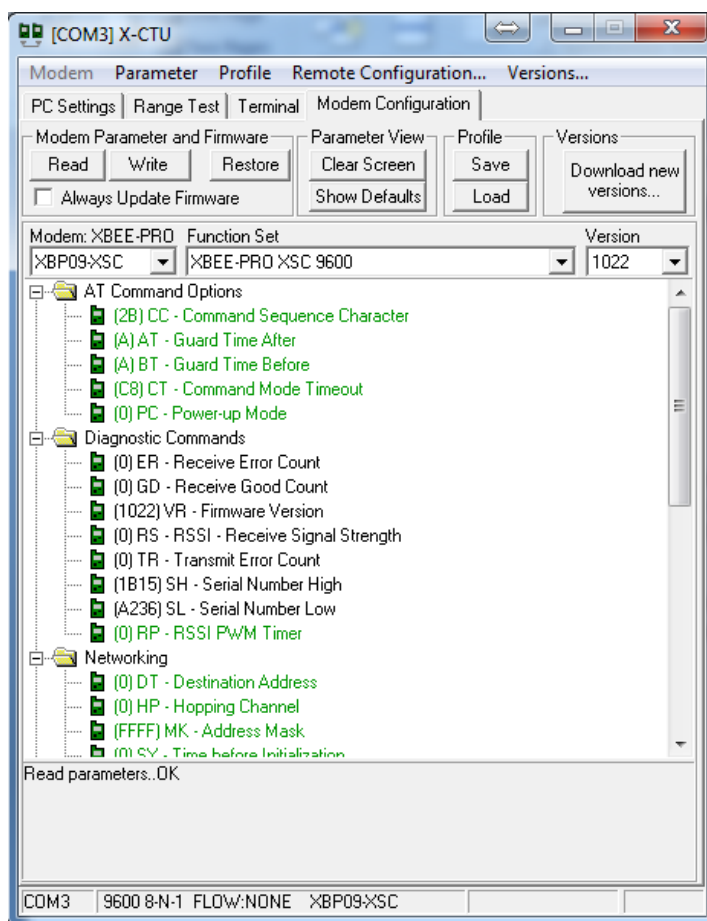 [COM3] X-CTU
Modem Parameter Profile Remote Configuration... Versions...
PC Settings Range Test Terminal Modem Configuration
Modem Parameter and Firmware Parameter View Profile Versions
Read Write Restore Clear Screen Save Download new versions...
Always Update Firmware Show Defaults Load
Modem: XBEE-PRO Function Set Version
XBP09-XSC XBEE-PRO XSC 9600 1022
AT Command Options
(2B) CC - Command Sequence Character
(A) AT - Guard Time After
(A) BT - Guard Time Before
(C8) CT - Command Mode Timeout
(0) PC - Power-up Mode
Diagnostic Commands
(0) ER - Receive Error Count
(0) GD - Receive Good Count
(1022) VR - Firmware Version
(0) RS - RSSI - Receive Signal Strength
(0) TR - Transmit Error Count
(1B15) SH - Serial Number High
(A236) SL - Serial Number Low
(0) RP - RSSI PWM Timer
Networking
(0) DT - Destination Address
(0) HP - Hopping Channel
(FFFF) MK - Address Mask
(0) SY - Time before Initialization
Read parameters..OK
COM3 9600 8-N-1 FLOW:NONE XBP09-XSC